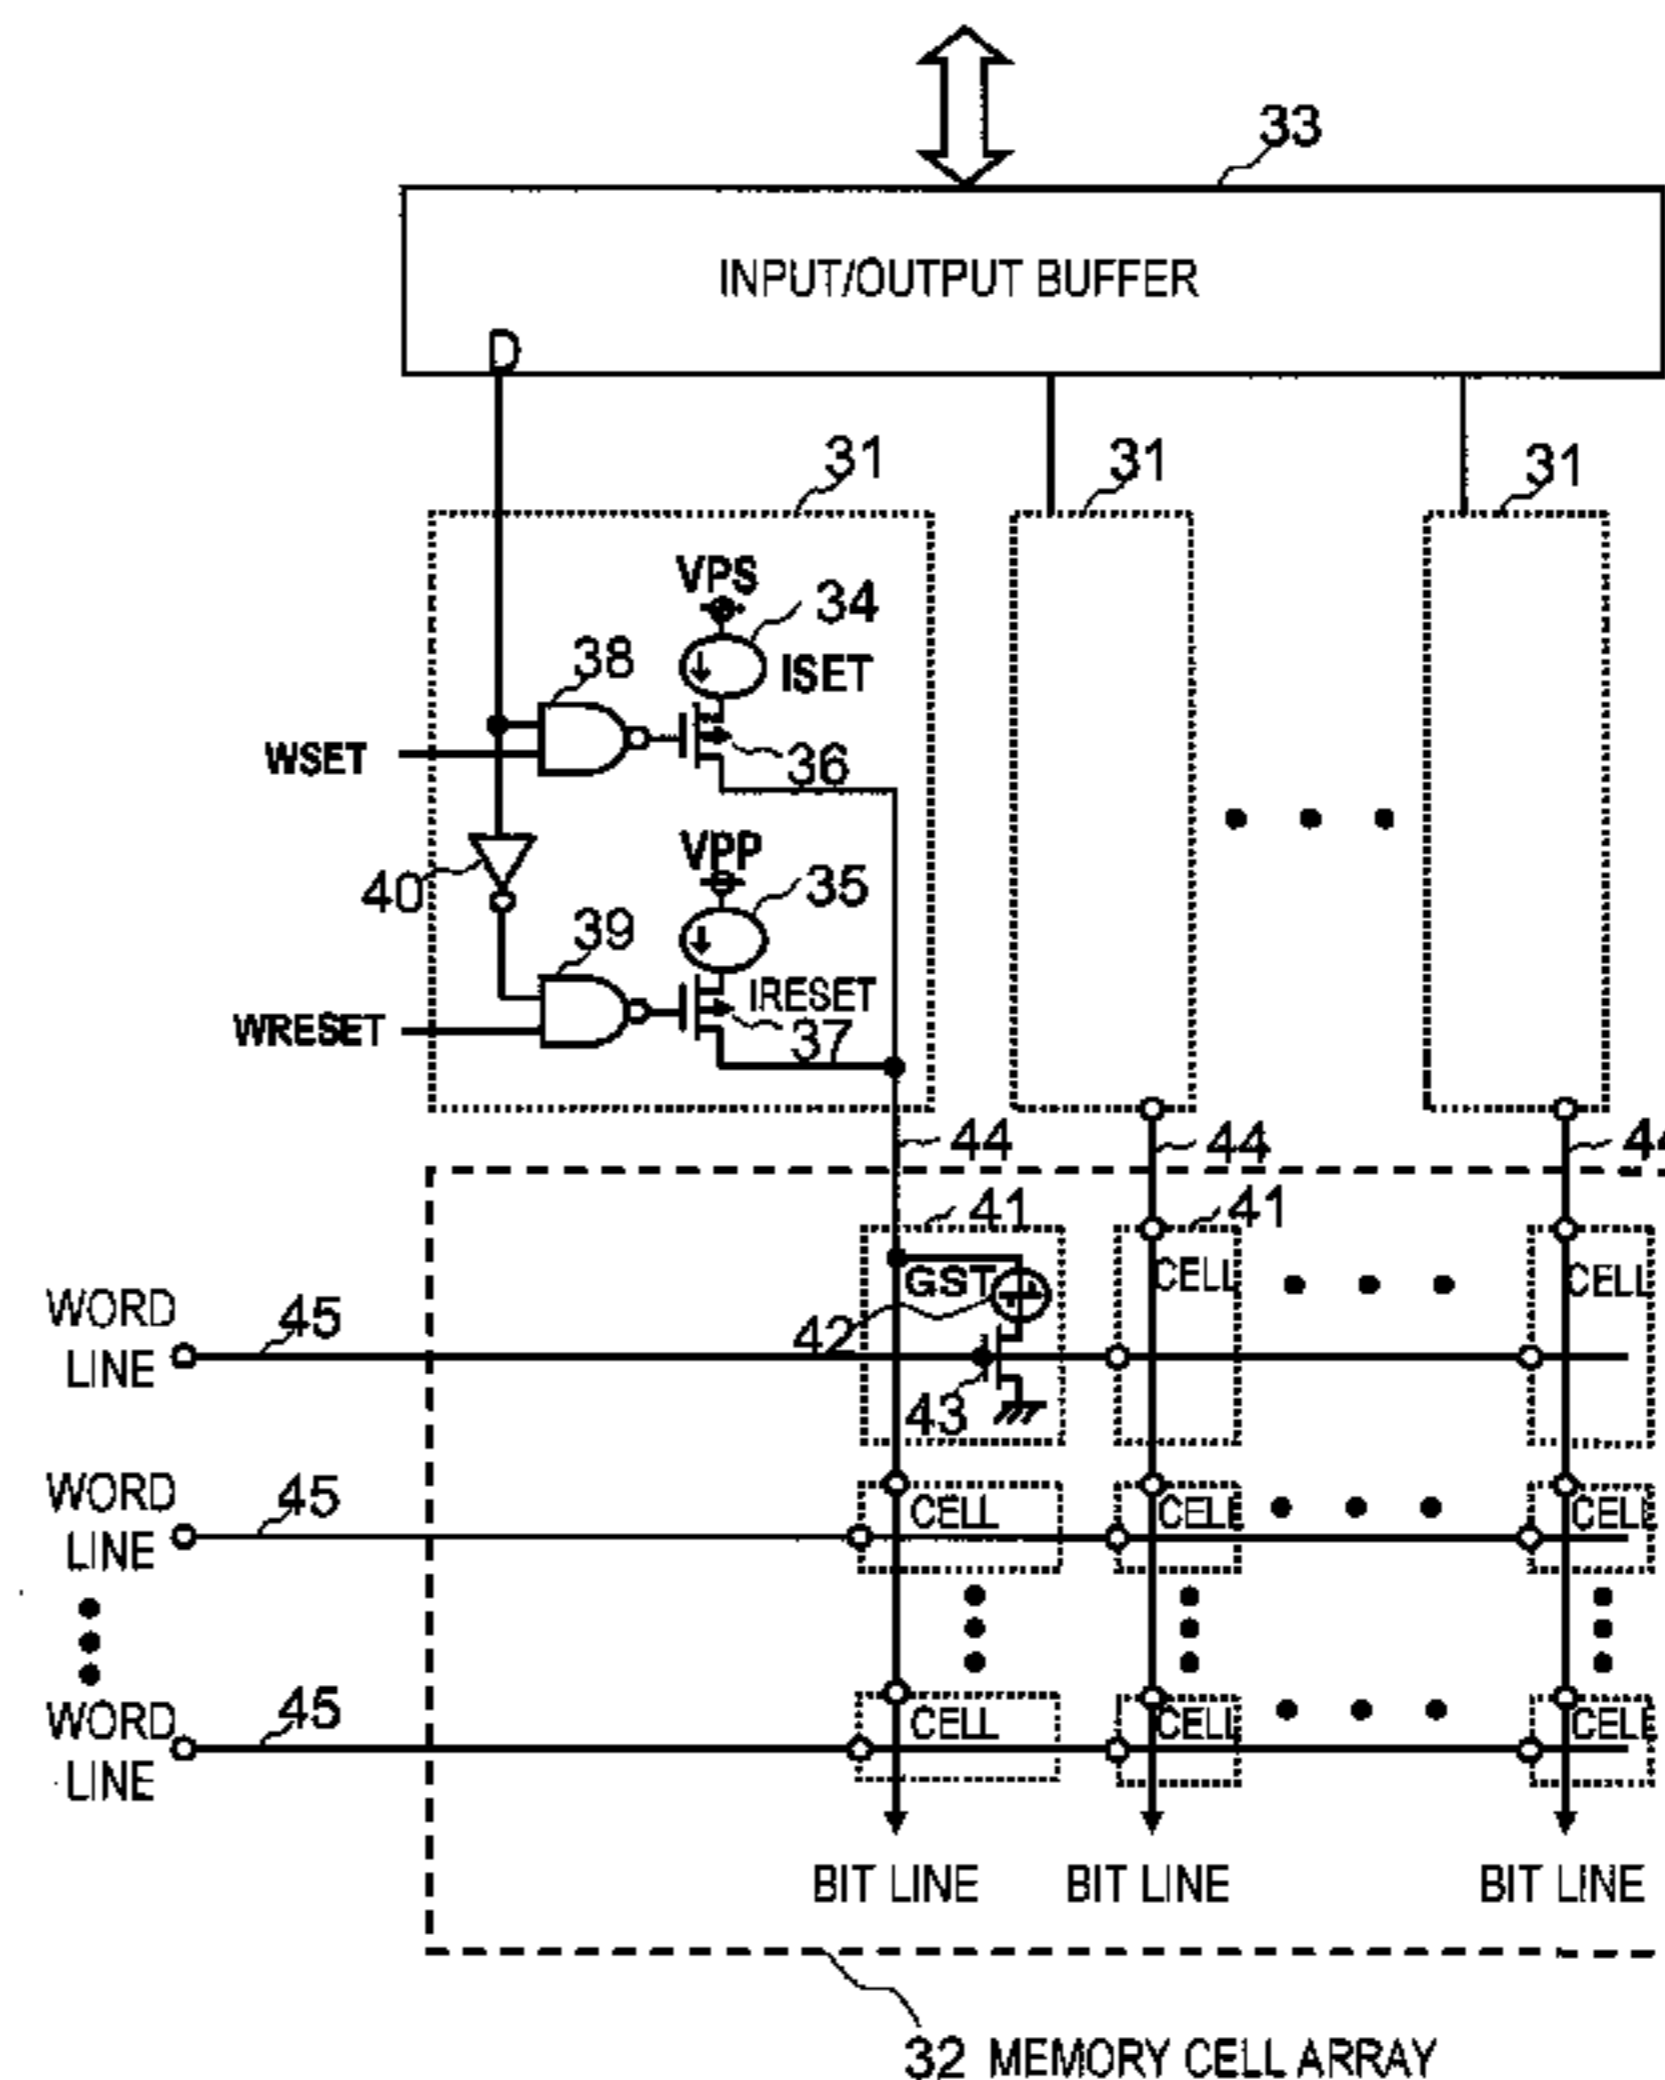 33
INPUT/OUTPUT BUFFER
D
31
31
31
VPS
34
38
ISET
WSET
36
VPP
40
35
39
IRESET
WRESET
37
44
44
44
41
41
GST
CELL
CELL
WORD
LINE
45
42
43
WORD
LINE
45
CELL
CELL
CELL
WORD
LINE
45
CELL
CELL
CELL
BIT LINE
BIT LINE
BIT LINE
32 MEMORY CELL ARRAY